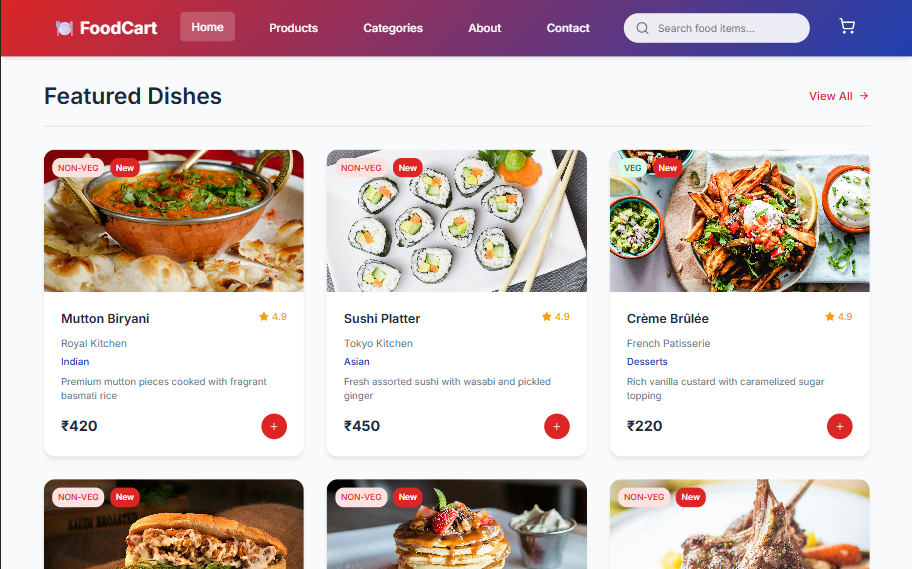 FoodCart
Home
Products
Categories
About
Contact
Search food items...
Featured Dishes
View All →
NON-VEG
New
NON-VEG
New
VEG
New
Mutton Biryani
4.9
Royal Kitchen
Indian
Premium mutton pieces cooked with fragrant
basmati rice
₹420
+
Sushi Platter
4.9
Tokyo Kitchen
Asian
Fresh assorted sushi with wasabi and pickled
ginger
₹450
+
Crème Brûlée
4.9
French Patisserie
Desserts
Rich vanilla custard with caramelized sugar
topping
₹220
+
NON-VEG
New
SAUDI BROASTED
NON-VEG
New
NON-VEG
New